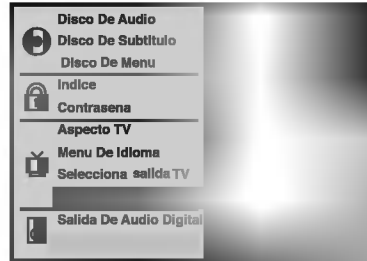 Disco De Audio
Disco De Subtitulo
Disco De Menu
Indice
Contrasena
Aspecto TV
Menu De Idioma
Selecciona salida TV
Salida De Audio Digital